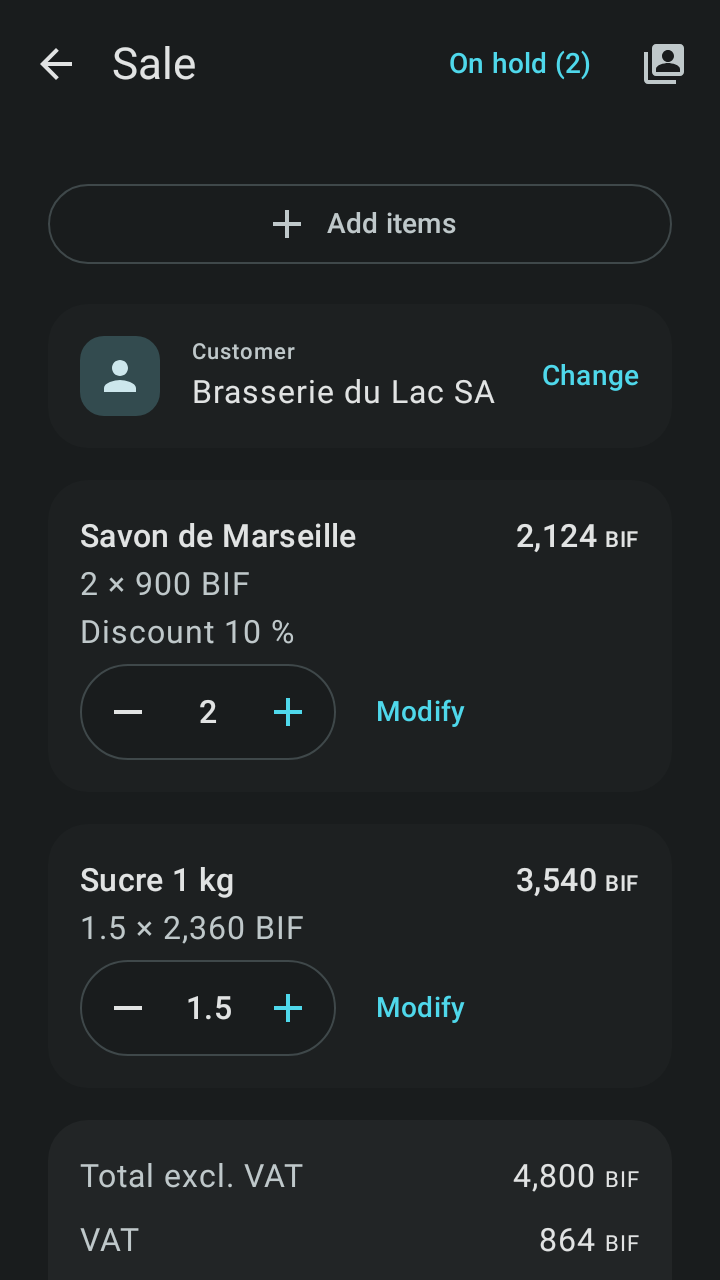 Sale
On hold (2)
Add items
Customer
Brasserie du Lac SA
Change
Savon de Marseille
2,124 BIF
2 × 900 BIF
Discount 10 %
2
Modify
Sucre 1 kg
3,540 BIF
1.5 × 2,360 BIF
1.5
Modify
Total excl. VAT
4,800 BIF
VAT
864 BIF